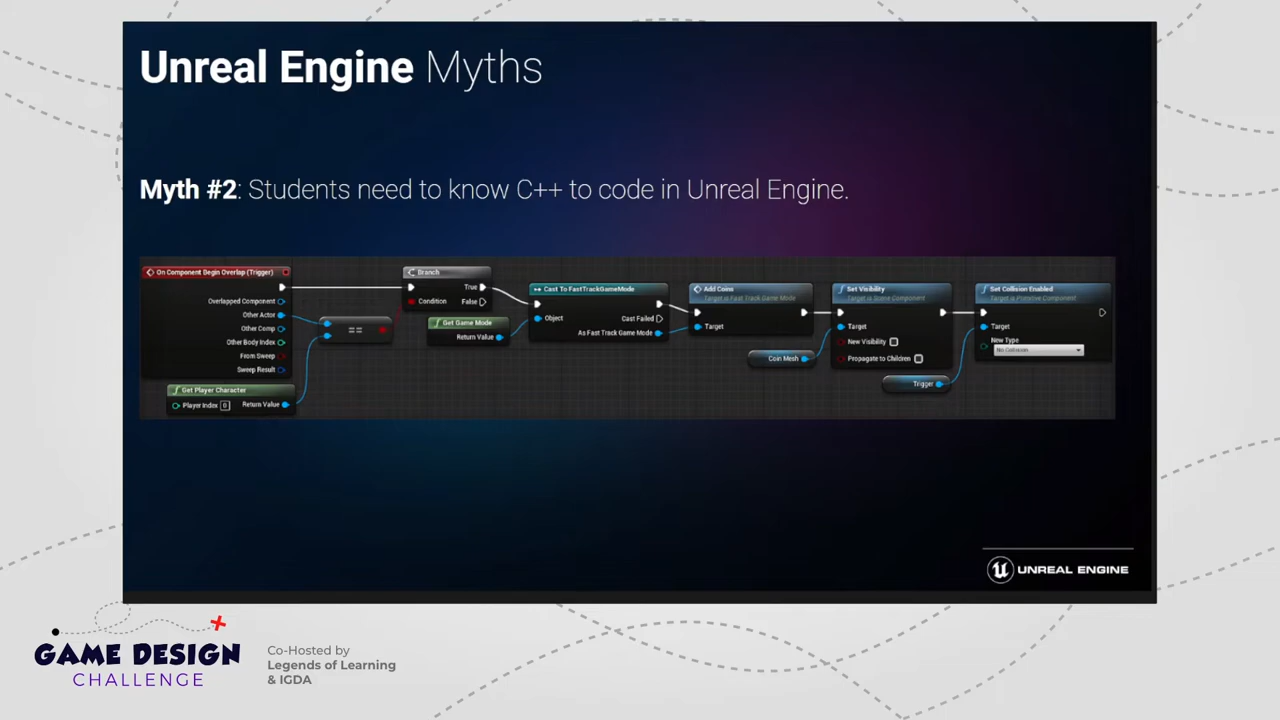 Unreal Engine Myths
Myth #2: Students need to know C++ to code in Unreal Engine.
On Component Begin Overlap (Trigger)
Overlapped Component
Other Actor
Other Comp
Other Body Index
From Sweep
Sweep Result
Get Player Character
Player Index 0
Return Value
==
Branch
True
Condition
False
Get Game Mode
Return Value
Cast To FastTrackGameMode
Object
Cast Failed
As Fast Track Game Mode
Add Coins
Target is Fast Track Game Mode
Target
Coin Mesh
Set Visibility
Target is Scene Component
Target
New Visibility
Propagate to Children
Trigger
Set Collision Enabled
Target is Primitive Component
Target
New Type
No Collision
UNREAL ENGINE
GAME DESIGN
CHALLENGE
Co-Hosted by
Legends of Learning
& IGDA